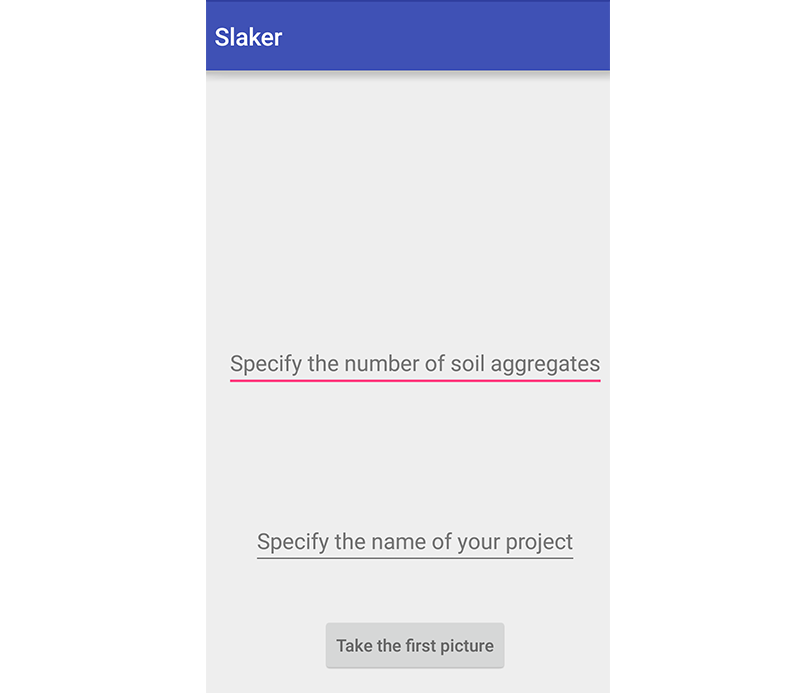 Slaker
Specify the number of soil aggregates
Specify the name of your project
Take the first picture